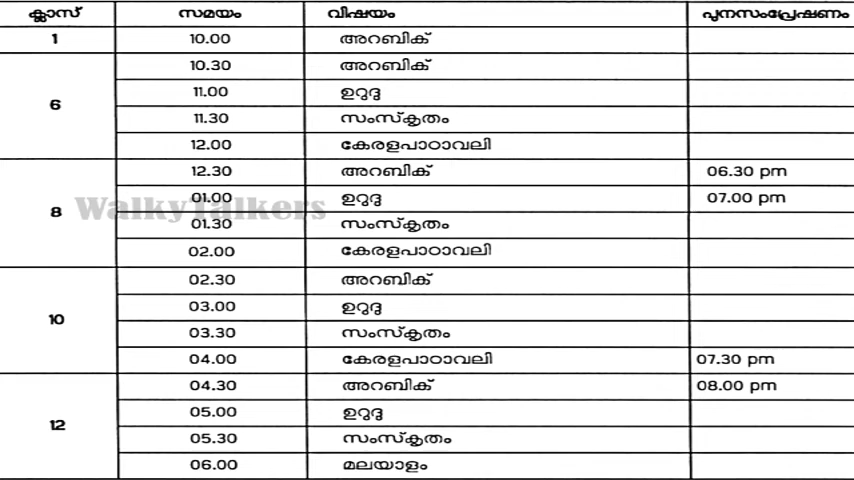 ക്ലാസ് സമയം വിഷയം പുനസംപ്രേഷണം
1 10.00 അറബിക്
10.30 അറബിക്
11.00 ഉറുദു
6 11.30 സംസ്കൃതം
12.00 കേരളപാഠാവലി
12.30 അറബിക് 06.30 pm
01.00 ഉറുദു 07.00 pm
WalkyTalkers
8 01.30 സംസ്കൃതം
02.00 കേരളപാഠാവലി
02.30 അറബിക്
03.00 ഉറുദു
10 03.30 സംസ്കൃതം
04.00 കേരളപാഠാവലി 07.30 pm
04.30 അറബിക് 08.00 pm
05.00 ഉറുദു
12 05.30 സംസ്കൃതം
06.00 മലയാളം